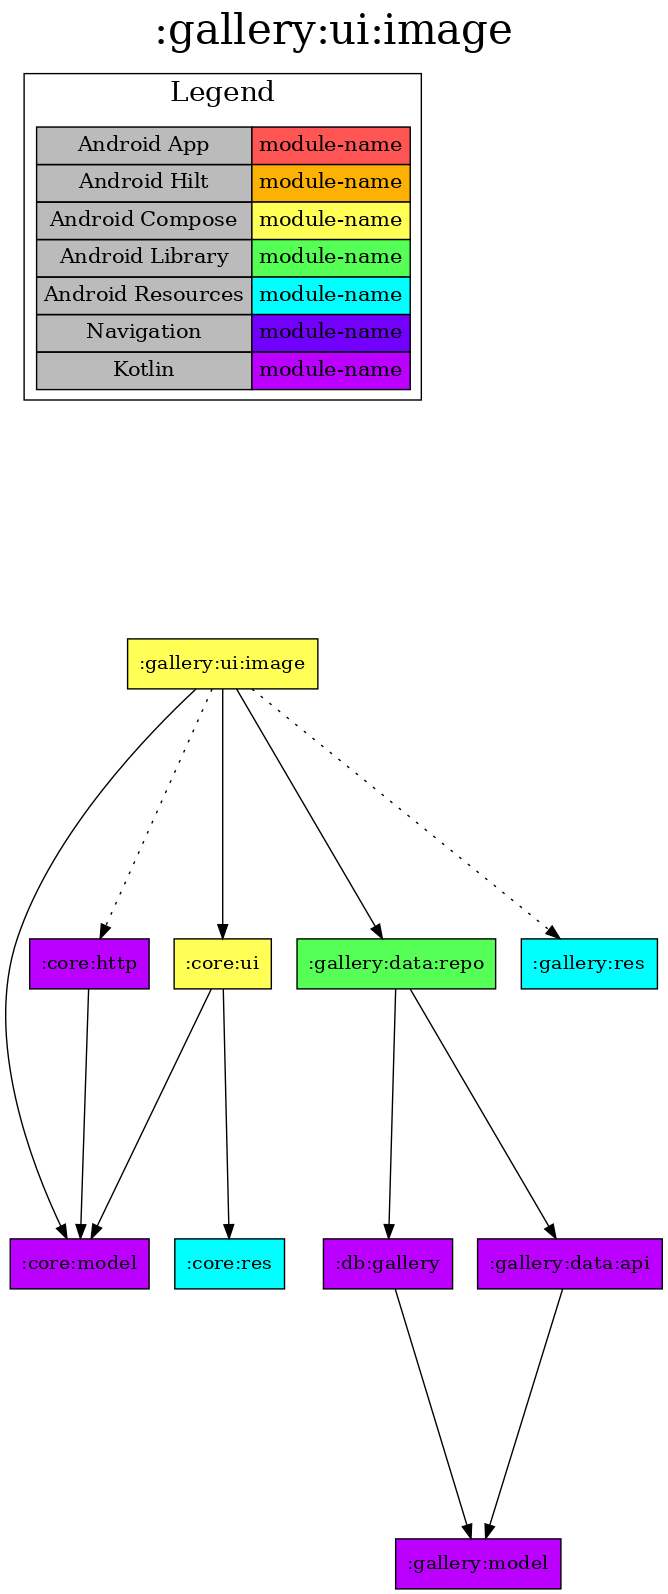 :gallery:ui:image
Legend
Android App module-name
Android Hilt module-name
Android Compose module-name
Android Library module-name
Android Resources module-name
Navigation module-name
Kotlin module-name
:gallery:ui:image
:core:http :core:ui :gallery:data:repo :gallery:res
:core:model :core:res :db:gallery :gallery:data:api
:gallery:model